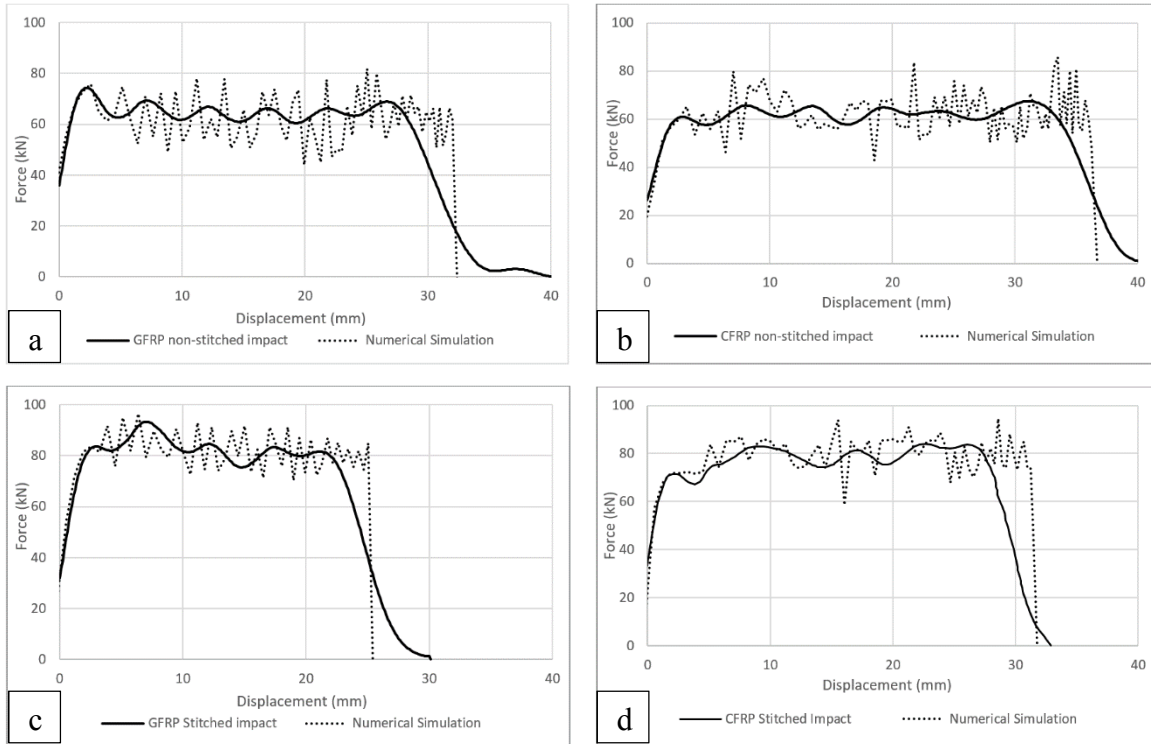 100
80
60
40
20
0
Force (kN)
0 10 20 30 40
Displacement (mm)
GFRP non-stitched impact Numerical Simulation
a
100
80
60
40
20
0
Force (kN)
0 10 20 30 40
Displacement (mm)
CFRP non-stitched impact Numerical Simulation
b
100
80
60
40
20
0
Force (kN)
0 10 20 30 40
Displacement (mm)
GFRP Stitched impact Numerical Simulation
c
100
80
60
40
20
0
Force (kN)
0 10 20 30 40
Displacement (mm)
CFRP Stitched Impact Numerical Simulation
d